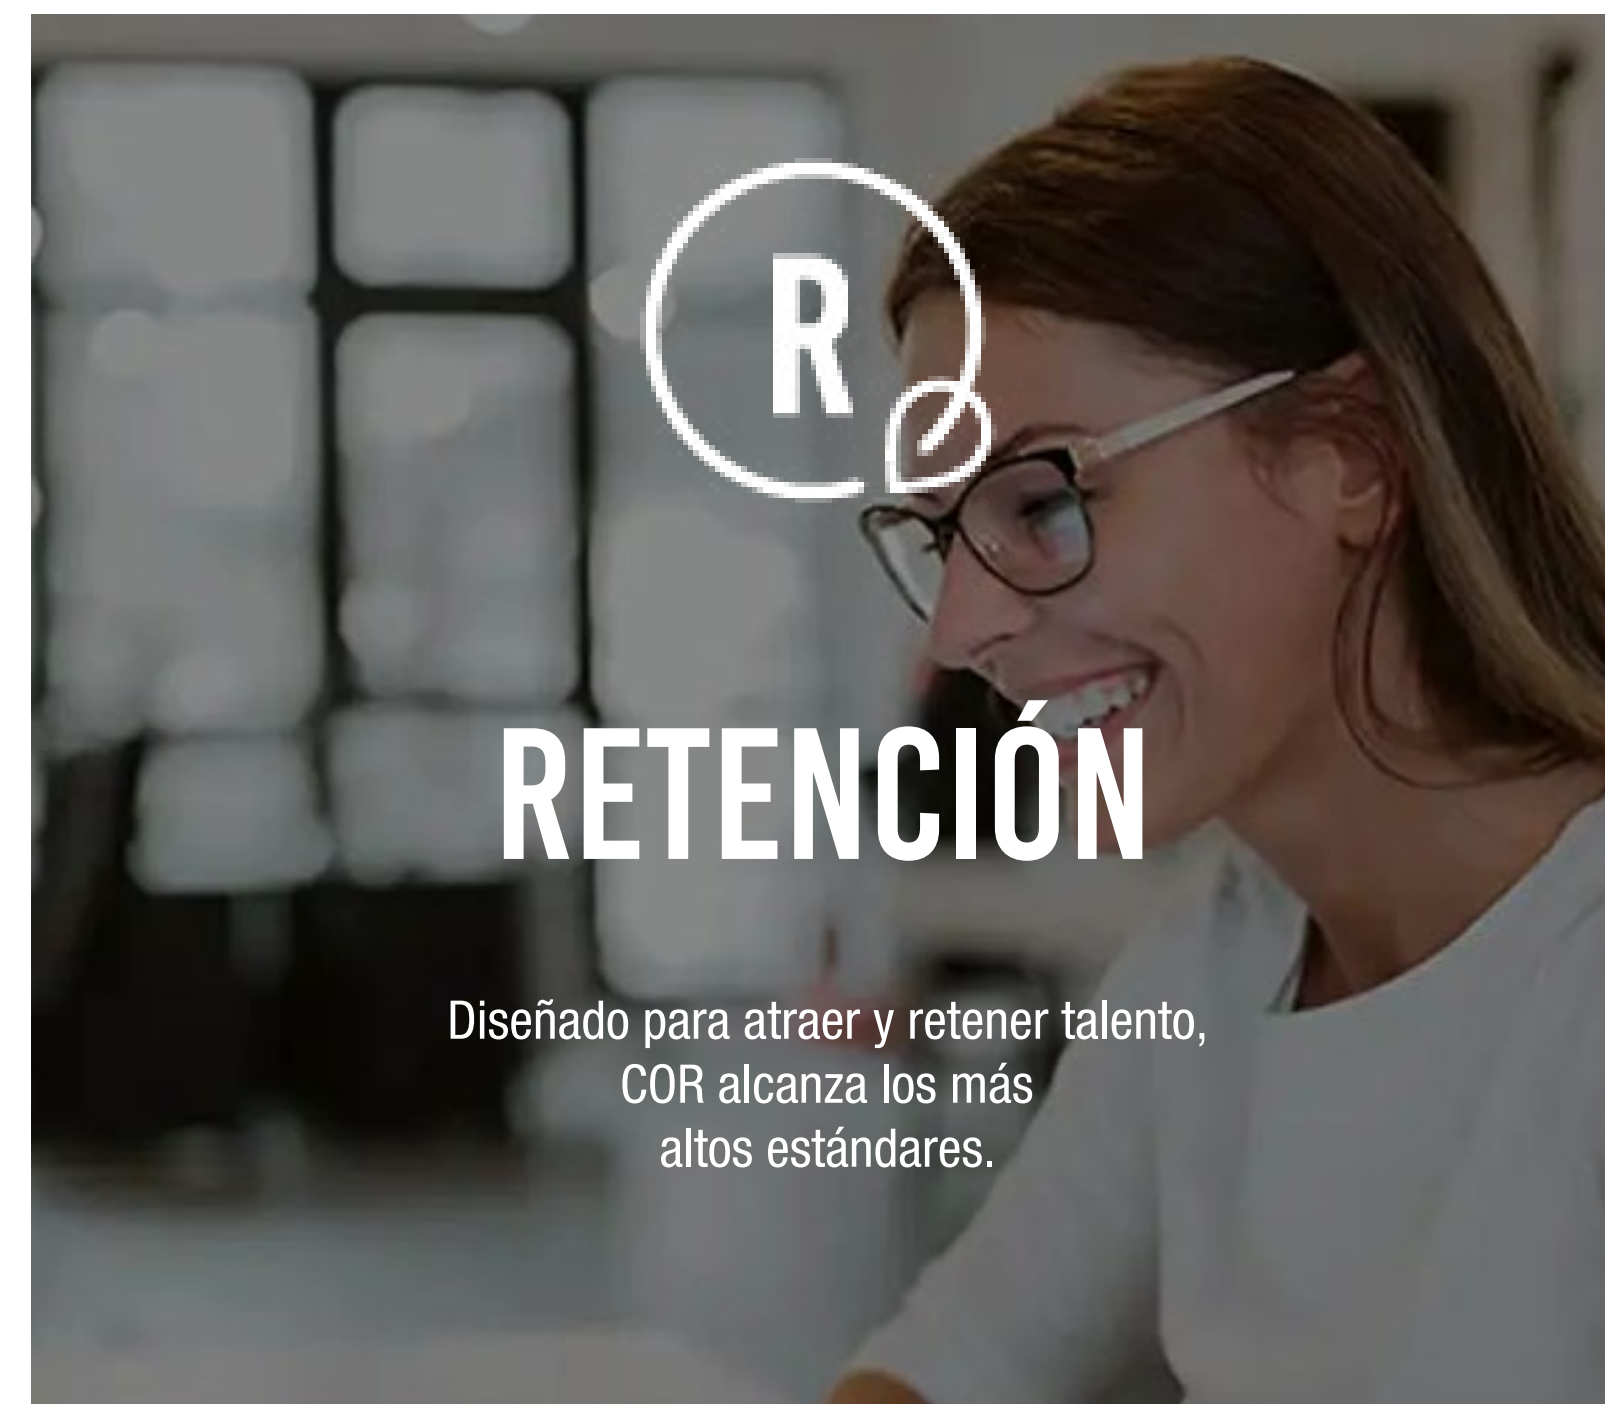 R
RETENCIÓN
Diseñado para atraer y retener talento,
COR alcanza los más
altos estándares.